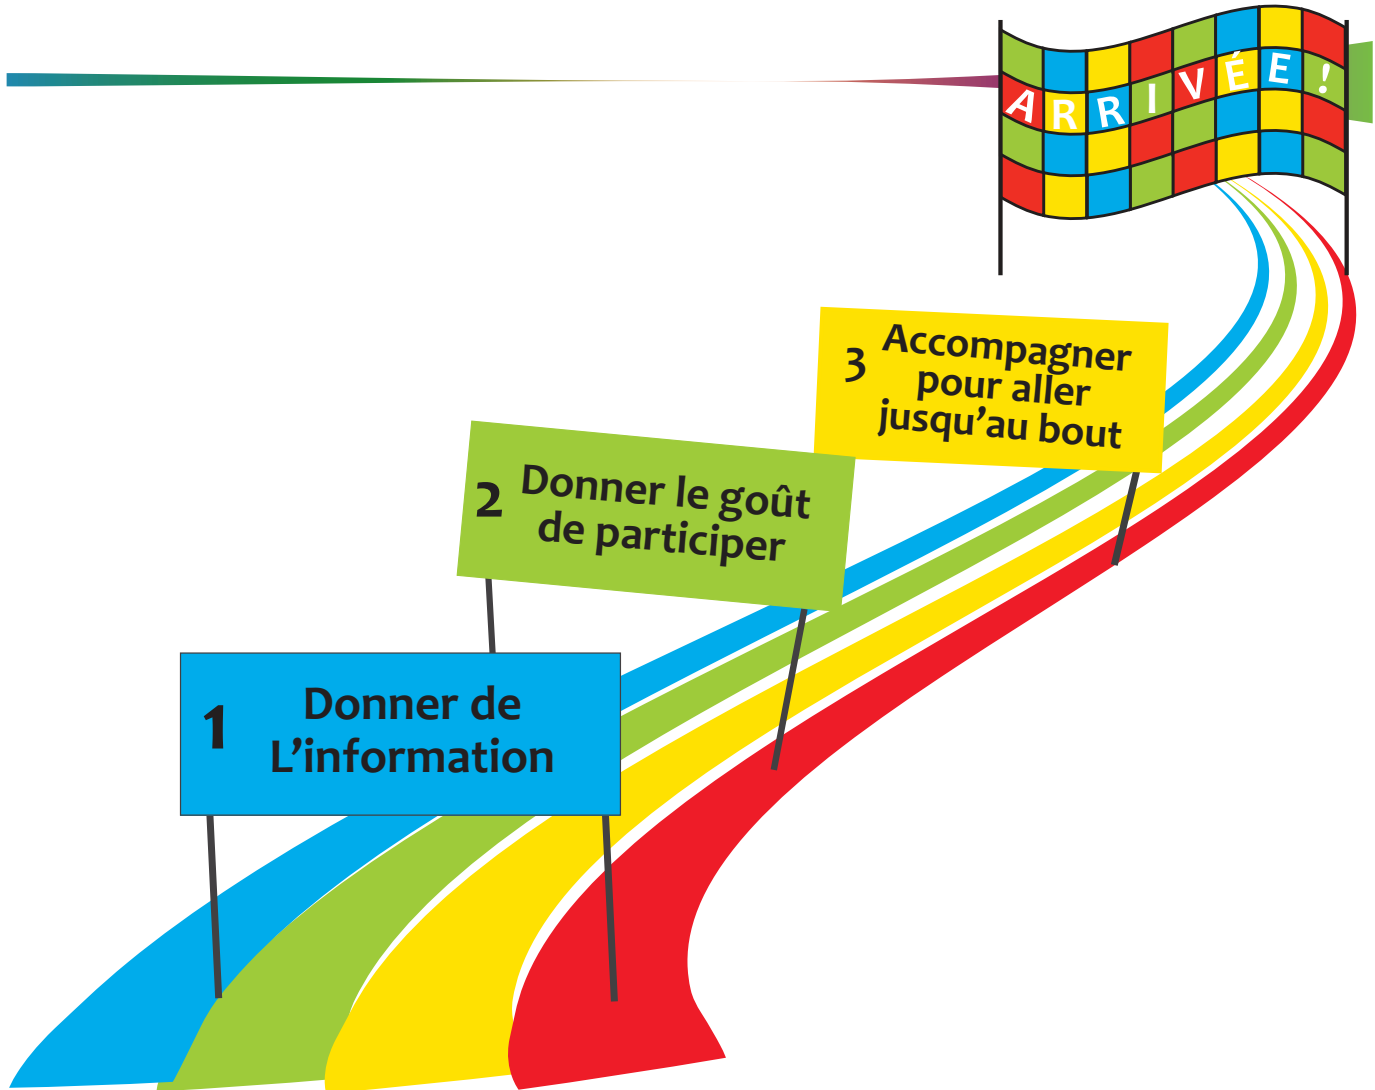 ARRIVÉE!
3 Accompagner
pour aller
jusqu’au bout
2 Donner le goût
de participer
1 Donner de
L’information